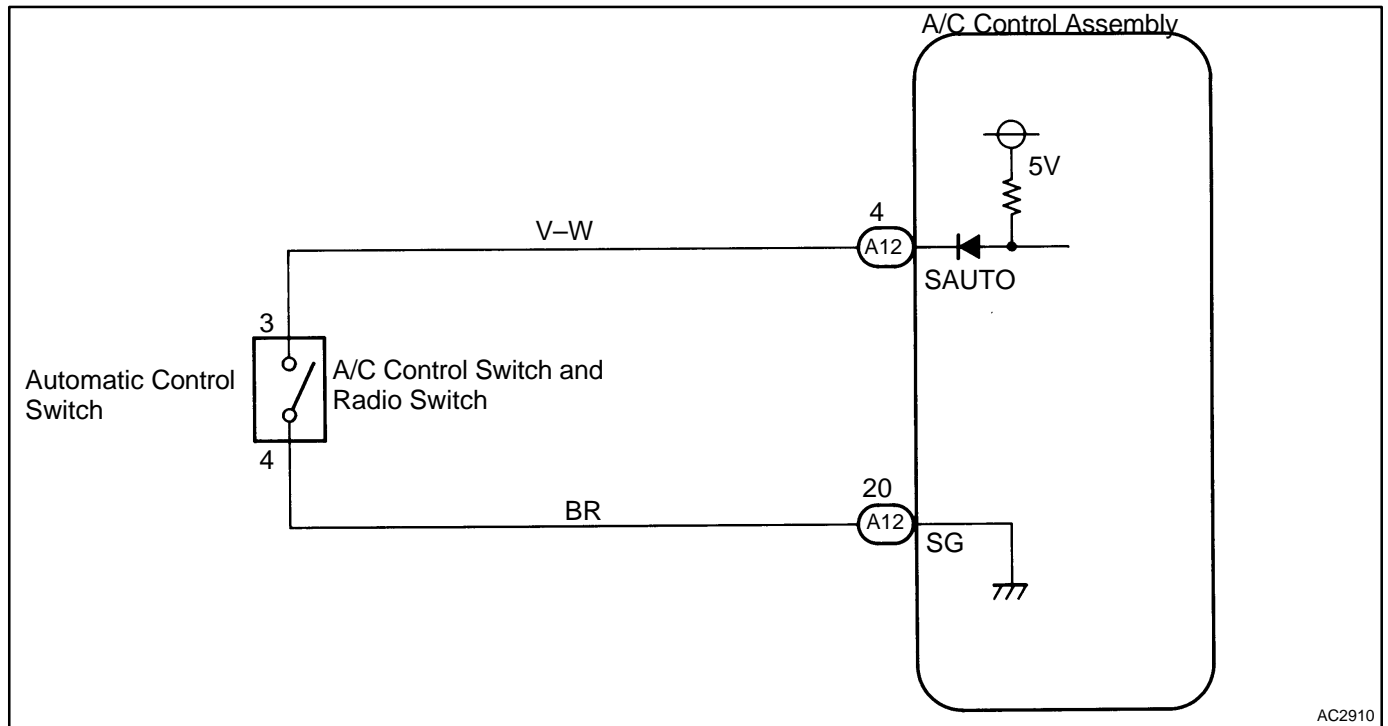 A/C Control Assembly
5V
V–W
4
A12
SAUTO
3
Automatic Control
Switch
A/C Control Switch and
Radio Switch
4
BR
20
A12
SG
AC2910